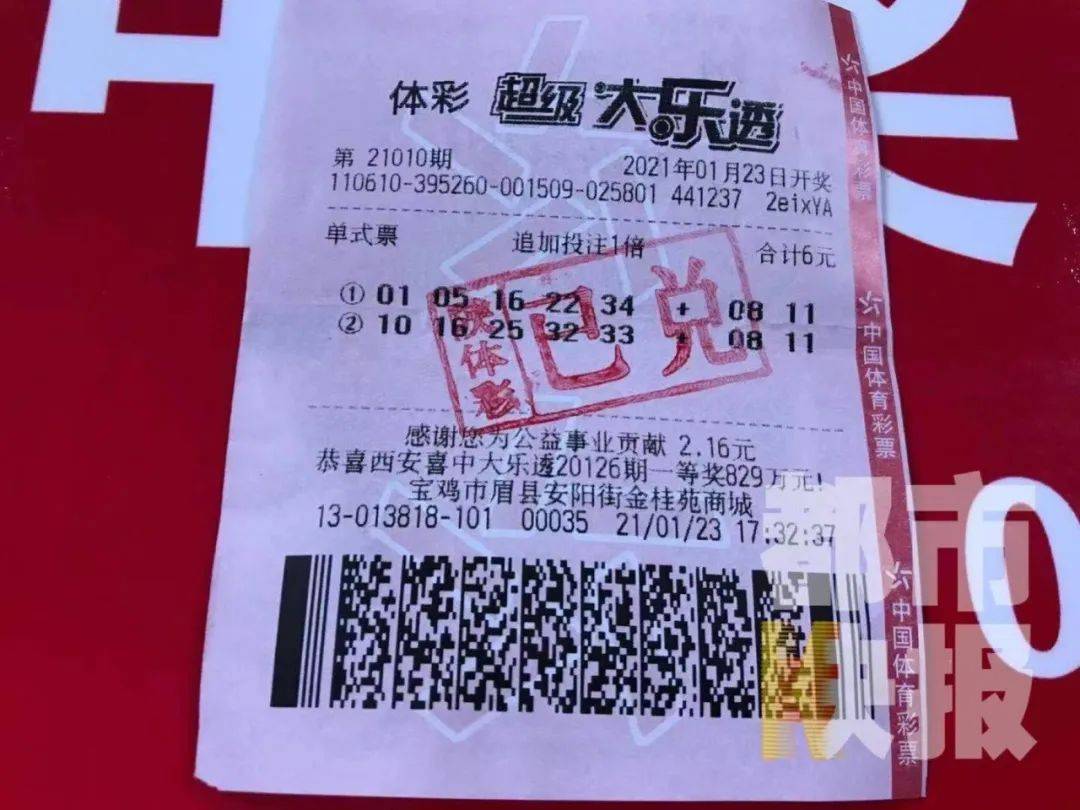 体彩 超级大乐透
第 21010期 2021年01月23日开奖
110610-395260-001509-025801 441237 2eixYA
单式票 追加投注1倍 合计6元
① 01 05 16 22 34 + 08 11
② 10 16 25 32 33 + 08 11
陕体彩 已兑
感谢您为公益事业贡献 2.16元
恭喜西安喜中大乐透20126期一等奖829万元!
宝鸡市眉县安阳街金桂苑商城
13-013818-101 00035 21/01/23 17:32:37
中国体育彩票
中国体育彩票
中国体育彩票
都市
快报
0